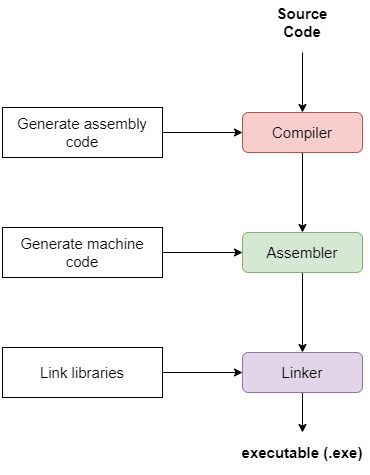 Source
Code
Generate assembly
code
Compiler
Generate machine
code
Assembler
Link libraries
Linker
executable (.exe)